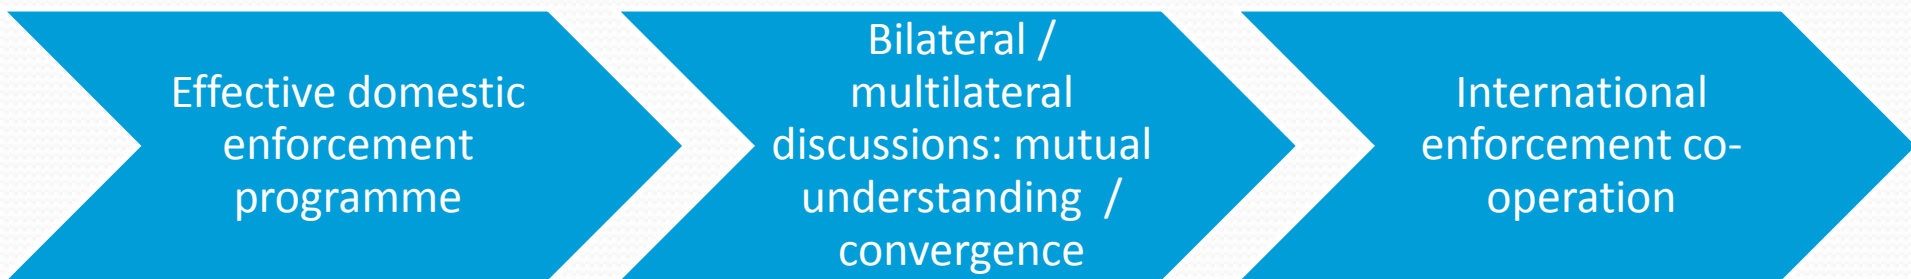 Effective domestic
enforcement
programme
Bilateral /
multilateral
discussions: mutual
understanding  /
convergence
International
enforcement co-
operation